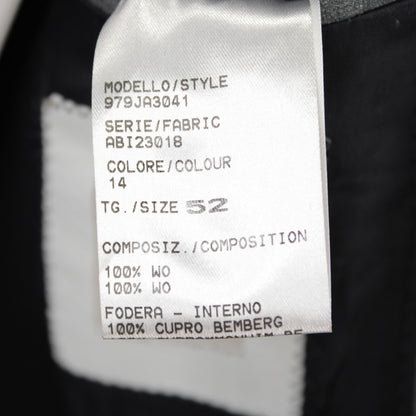 MODELLO/STYLE
979JA3041
SERIE/FABRIC
ABI23018
COLORE/COLOUR
14
TG./SIZE 52
COMPOSIZ./COMPOSITION
100% WO
100% WO
FODERA - INTERNO
100% CUPRO BEMBERG